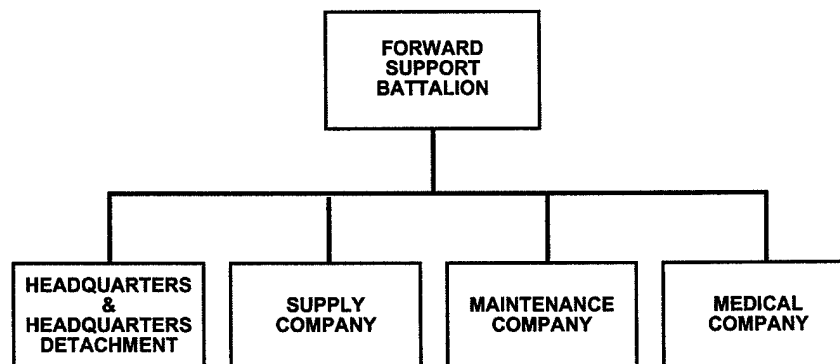 FORWARD
SUPPORT
BATTALION
HEADQUARTERS
&
HEADQUARTERS
DETACHMENT
SUPPLY
COMPANY
MAINTENANCE
COMPANY
MEDICAL
COMPANY